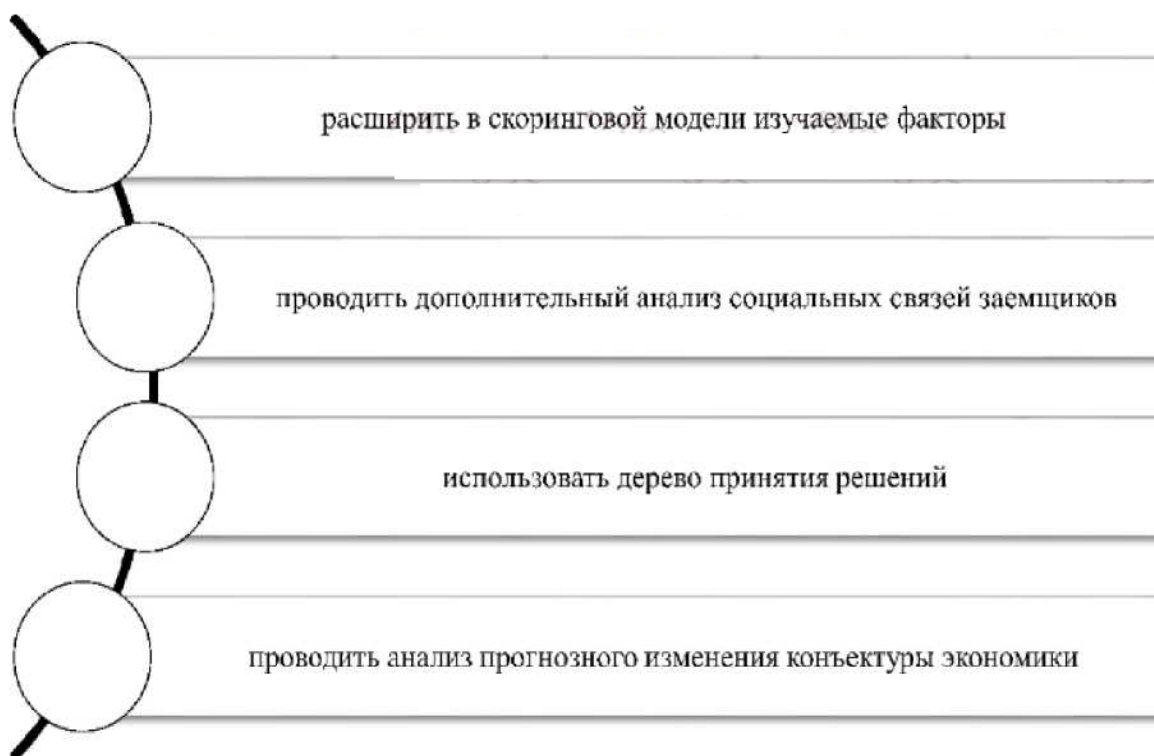 расширить в скоринговой модели изучаемые факторы
проводить дополнительный анализ социальных связей заемщиков
использовать дерево принятия решений
проводить анализ прогнозного изменения конъектуры экономики